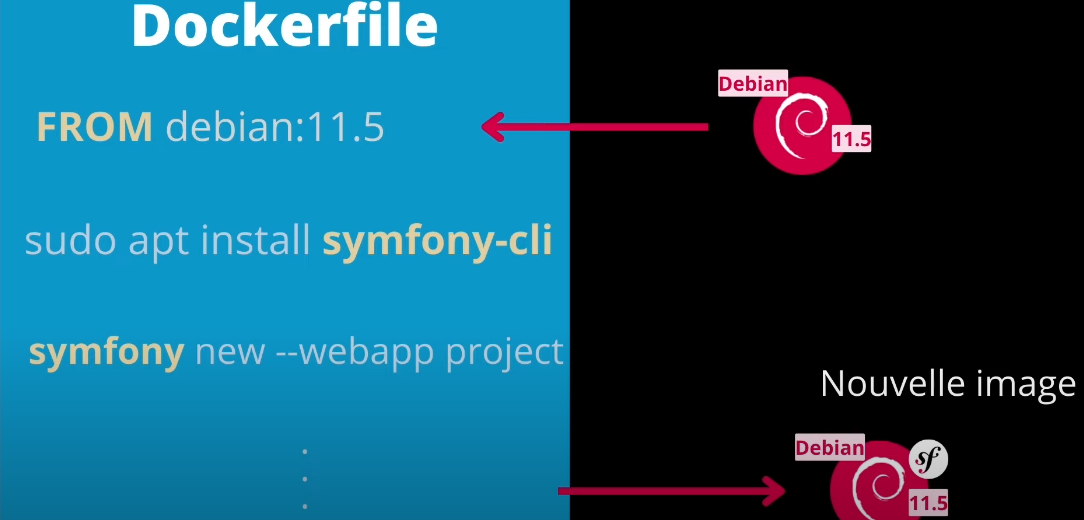 Dockerfile
FROM debian:11.5
Debian
11.5
sudo apt install symfony-cli
symfony new --webapp project
Nouvelle image
Debian
sf
11.5